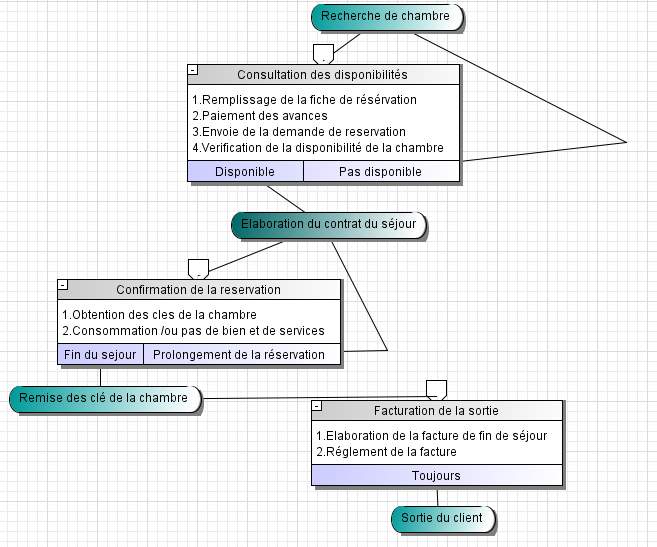 Recherche de chambre
Consultation des disponibilités
1.Remplissage de la fiche de résérvation
2.Paiement des avances
3.Envoie de la demande de reservation
4.Verification de la disponibilité de la chambre
Disponible
Pas disponible
Elaboration du contrat du séjour
Confirmation de la reservation
1.Obtention des cles de la chambre
2.Consommation /ou pas de bien et de services
Fin du sejour
Prolongement de la réservation
Remise des clé de la chambre
Facturation de la sortie
1.Elaboration de la facture de fin de séjour
2.Réglement de la facture
Toujours
Sortie du client